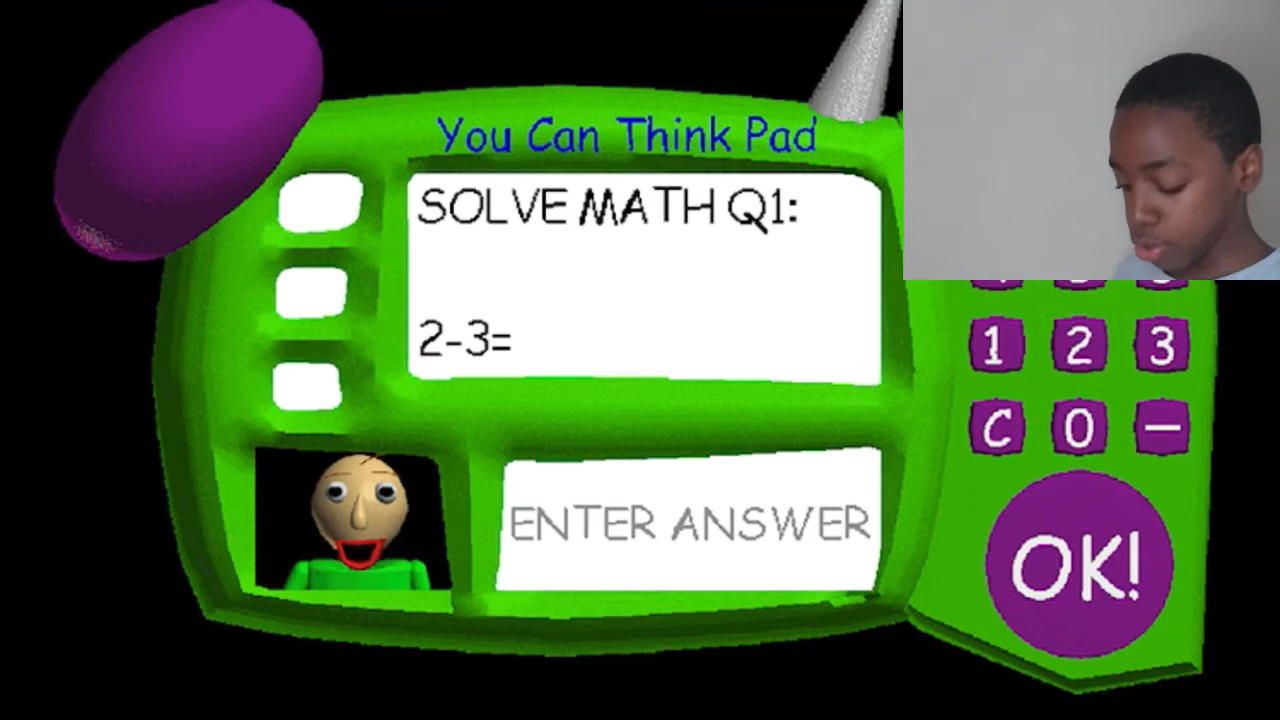 You Can Think Pad
SOLVE MATH Q1:
2-3=
1 2 3
C 0 —
ENTER ANSWER
OK!